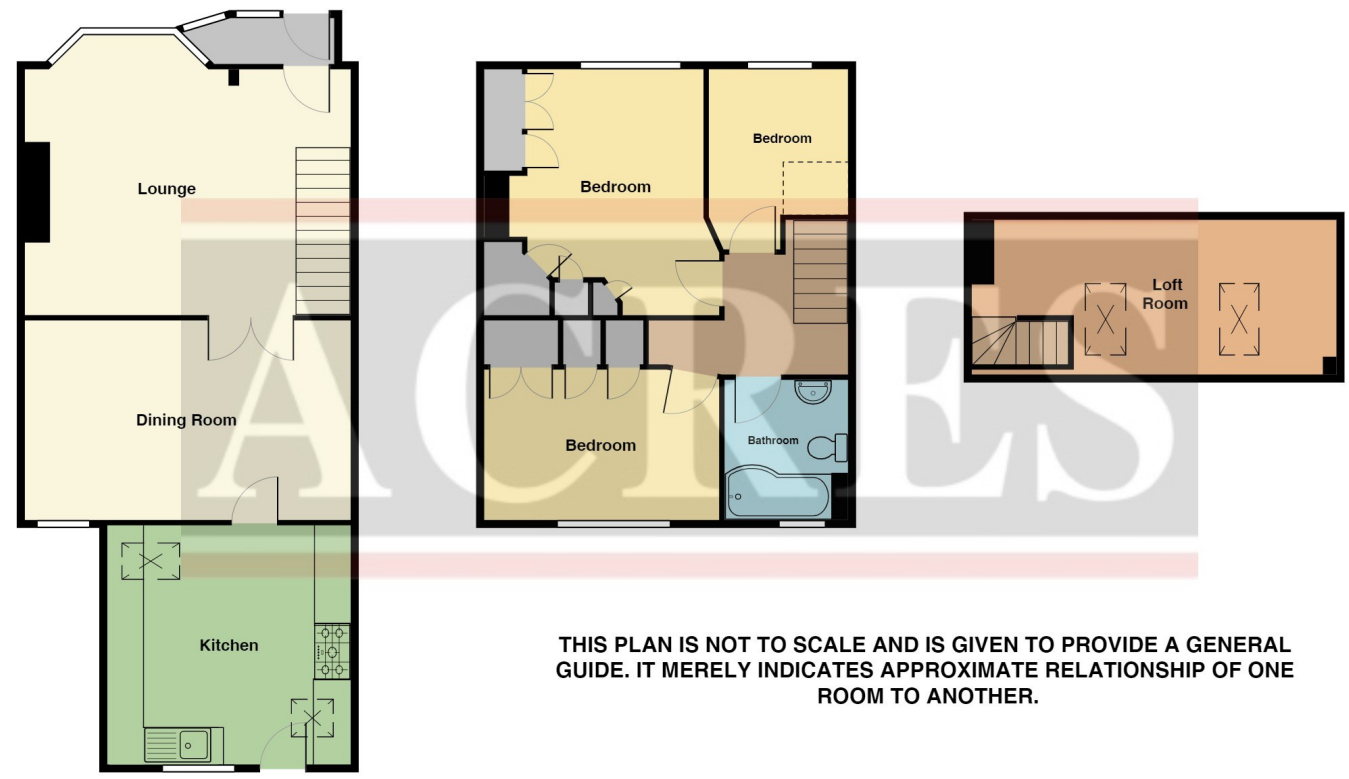 Lounge
Dining Room
Kitchen
Bedroom
Bedroom
Bedroom
Bathroom
Loft
Room
ACRES
THIS PLAN IS NOT TO SCALE AND IS GIVEN TO PROVIDE A GENERAL
GUIDE. IT MERELY INDICATES APPROXIMATE RELATIONSHIP OF ONE
ROOM TO ANOTHER.